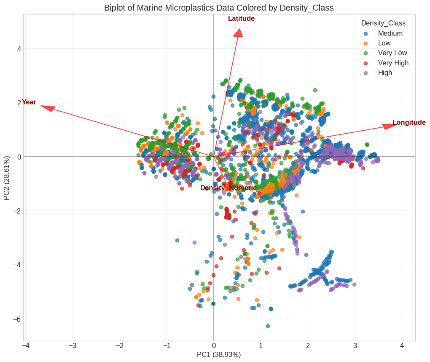 Biplot of Marine Microplastics Data Colored by Density_Class
Latitude
Density_Class
Medium
Low
Very Low
Very High
High
Year
Longitude
Density_Numeric
PC2 (28.61%)
4
2
0
−2
−4
−6
−4
−3
−2
−1
0
1
2
3
4
PC1 (38.93%)